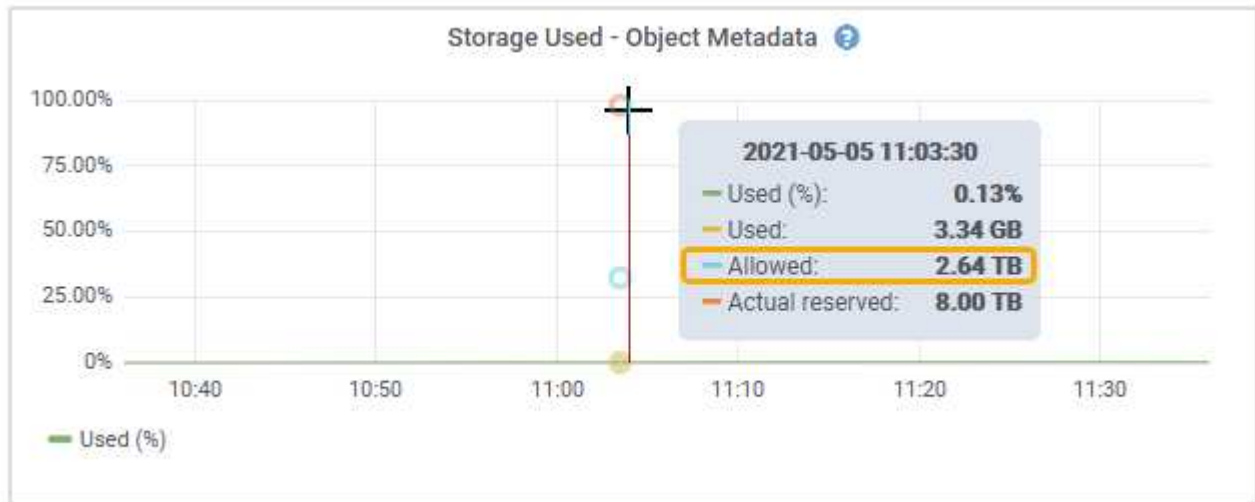 Storage Used - Object Metadata ?
100.00%
75.00%
50.00%
25.00%
0%
2021-05-05 11:03:30
Used (%): 0.13%
Used: 3.34 GB
Allowed: 2.64 TB
Actual reserved: 8.00 TB
10:40 10:50 11:00 11:10 11:20 11:30
Used (%)